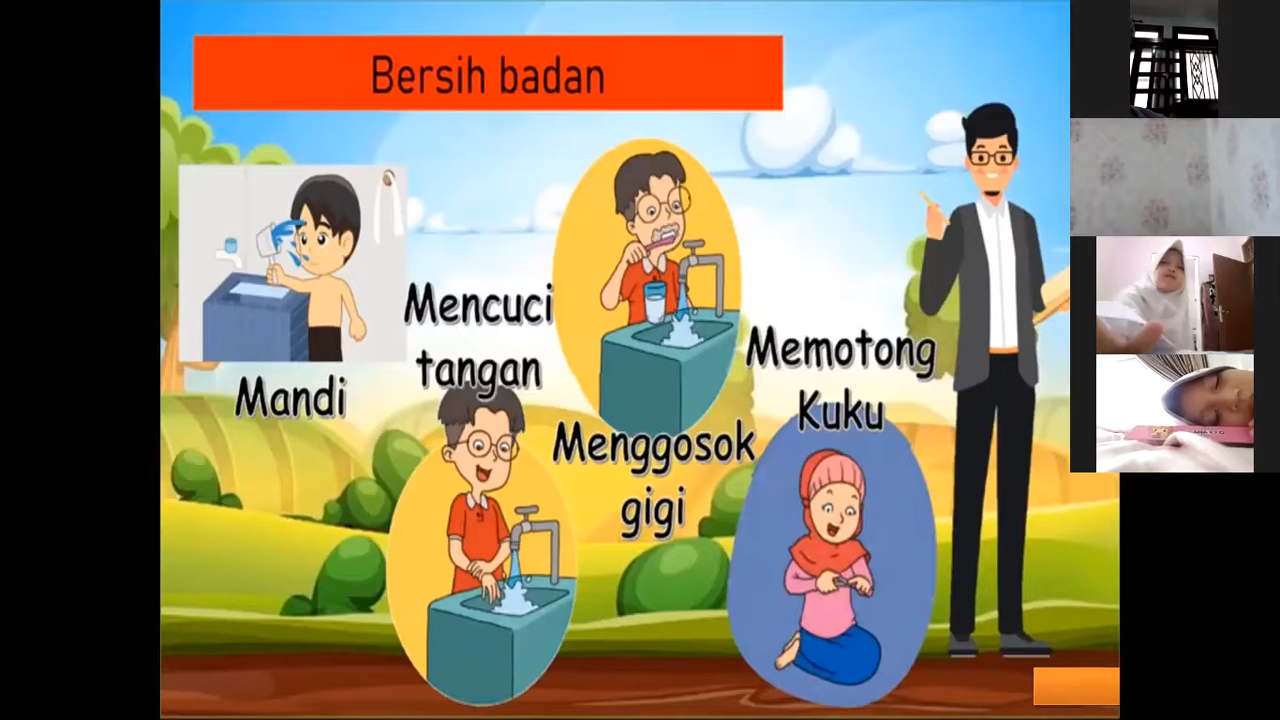 Bersih badan
Mandi
Mencuci
tangan
Menggosok
gigi
Memotong
Kuku